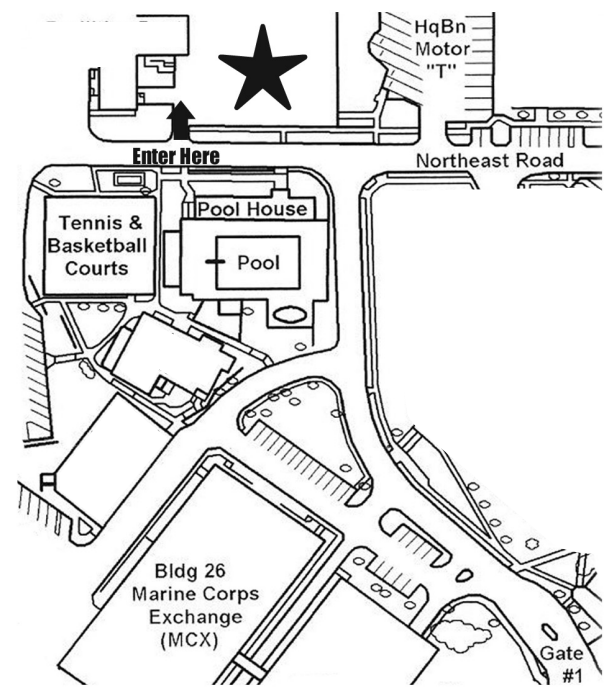 HqBn
Motor
"T"
Enter Here
Northeast Road
Pool House
Tennis &
Basketball
Courts
Pool
Bldg 26
Marine Corps
Exchange
(MCX)
Gate
#1